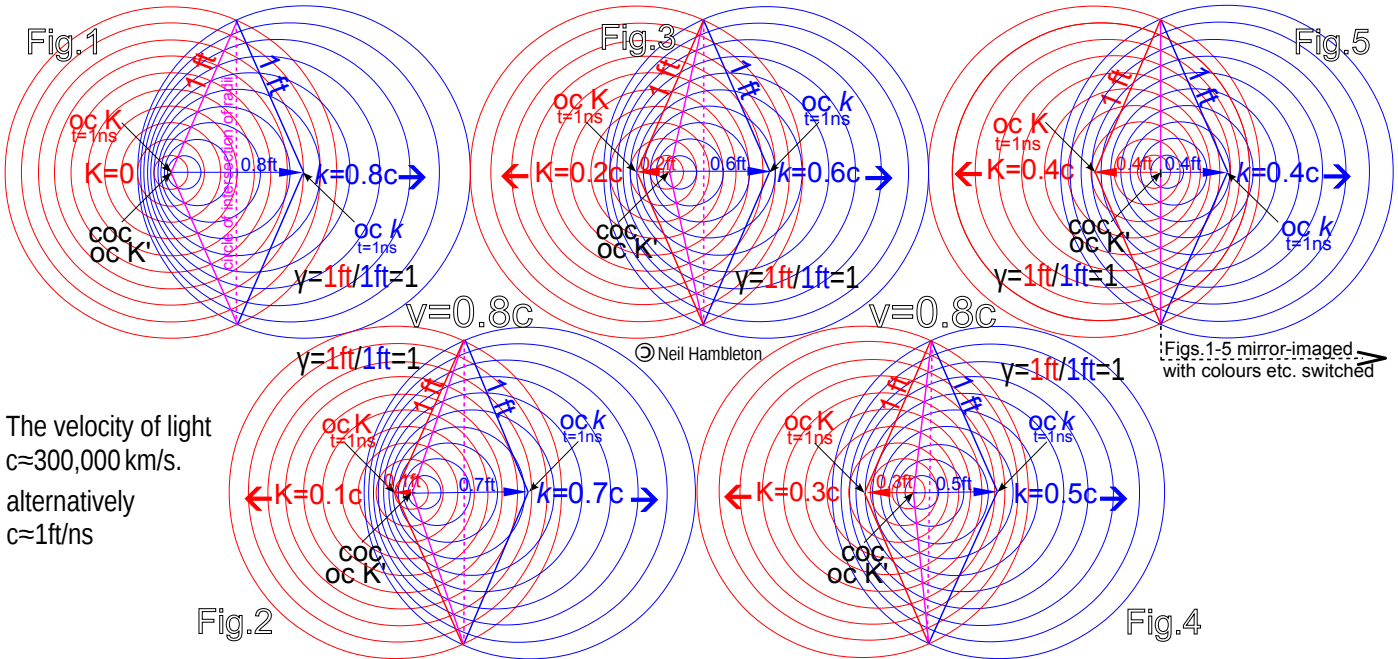 Fig.1
1 ft
1 ft
oc K
t=1ns
K=0
0.8ft
k=0.8c
coc
oc K'
oc k
t=1ns
circle of intersection of radii
γ=1ft/1ft=1
Fig.3
1 ft
1 ft
oc K
t=1ns
oc k
t=1ns
K=0.2c
0.2ft
0.6ft
k=0.6c
coc
oc K'
γ=1ft/1ft=1
Fig.5
1 ft
1 ft
oc K
t=1ns
K=0.4c
0.4ft
0.4ft
k=0.4c
coc
oc K'
oc k
t=1ns
γ=1ft/1ft=1
v=0.8c
v=0.8c
Neil Hambleton
Figs.1-5 mirror-imaged
with colours etc. switched
The velocity of light
c≈300,000 km/s.
alternatively
c≈1ft/ns
γ=1ft/1ft=1
1 ft
1 ft
oc K
t=1ns
oc k
t=1ns
K=0.1c
0.1ft
0.7ft
k=0.7c
coc
oc K'
Fig.2
γ=1ft/1ft=1
1 ft
1 ft
oc K
t=1ns
oc k
t=1ns
K=0.3c
0.3ft
0.5ft
k=0.5c
coc
oc K'
Fig.4